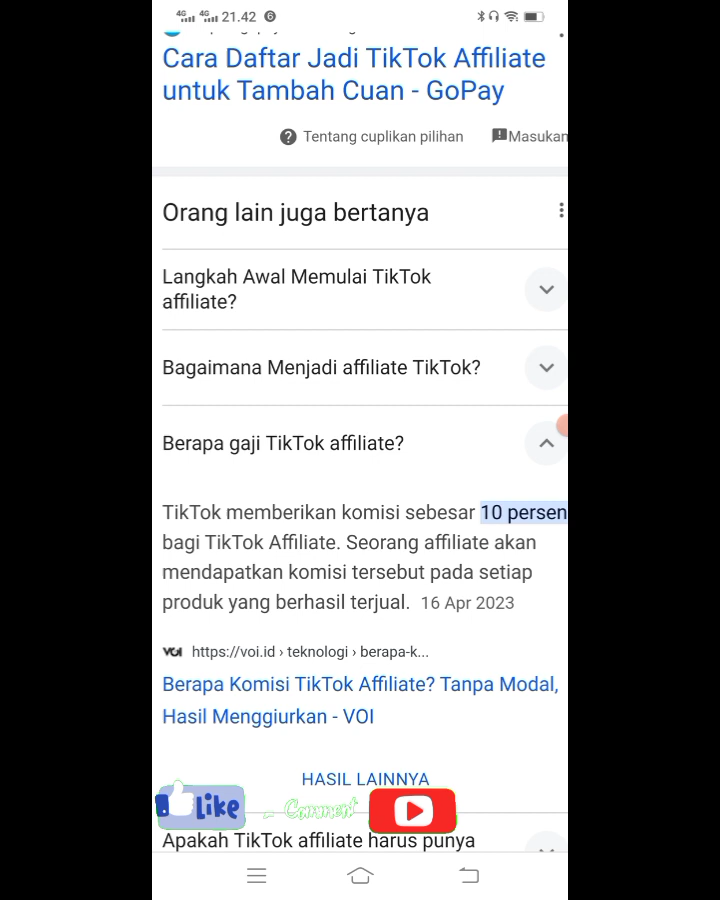 4G 4G 21.42 6
Cara Daftar Jadi TikTok Affiliate
untuk Tambah Cuan - GoPay
Tentang cuplikan pilihan Masukan
Orang lain juga bertanya
Langkah Awal Memulai TikTok
affiliate?
Bagaimana Menjadi affiliate TikTok?
Berapa gaji TikTok affiliate?
TikTok memberikan komisi sebesar 10 persen
bagi TikTok Affiliate. Seorang affiliate akan
mendapatkan komisi tersebut pada setiap
produk yang berhasil terjual. 16 Apr 2023
VOI https://voi.id › teknologi › berapa-k...
Berapa Komisi TikTok Affiliate? Tanpa Modal,
Hasil Menggiurkan - VOI
HASIL LAINNYA
Like Comment
Apakah TikTok affiliate harus punya